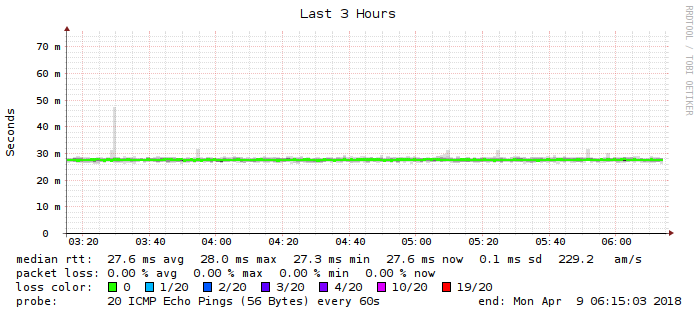 Last 3 Hours
RRDTOOL / TOBI OETIKER
Seconds
70 m
60 m
50 m
40 m
30 m
20 m
10 m
0
03:20 03:40 04:00 04:20 04:40 05:00 05:20 05:40 06:00
median rtt: 27.6 ms avg 28.0 ms max 27.3 ms min 27.6 ms now 0.1 ms sd 229.2 am/s
packet loss: 0.00 % avg 0.00 % max 0.00 % min 0.00 % now
loss color: 0 1/20 2/20 3/20 4/20 10/20 19/20
probe: 20 ICMP Echo Pings (56 Bytes) every 60s end: Mon Apr 9 06:15:03 2018